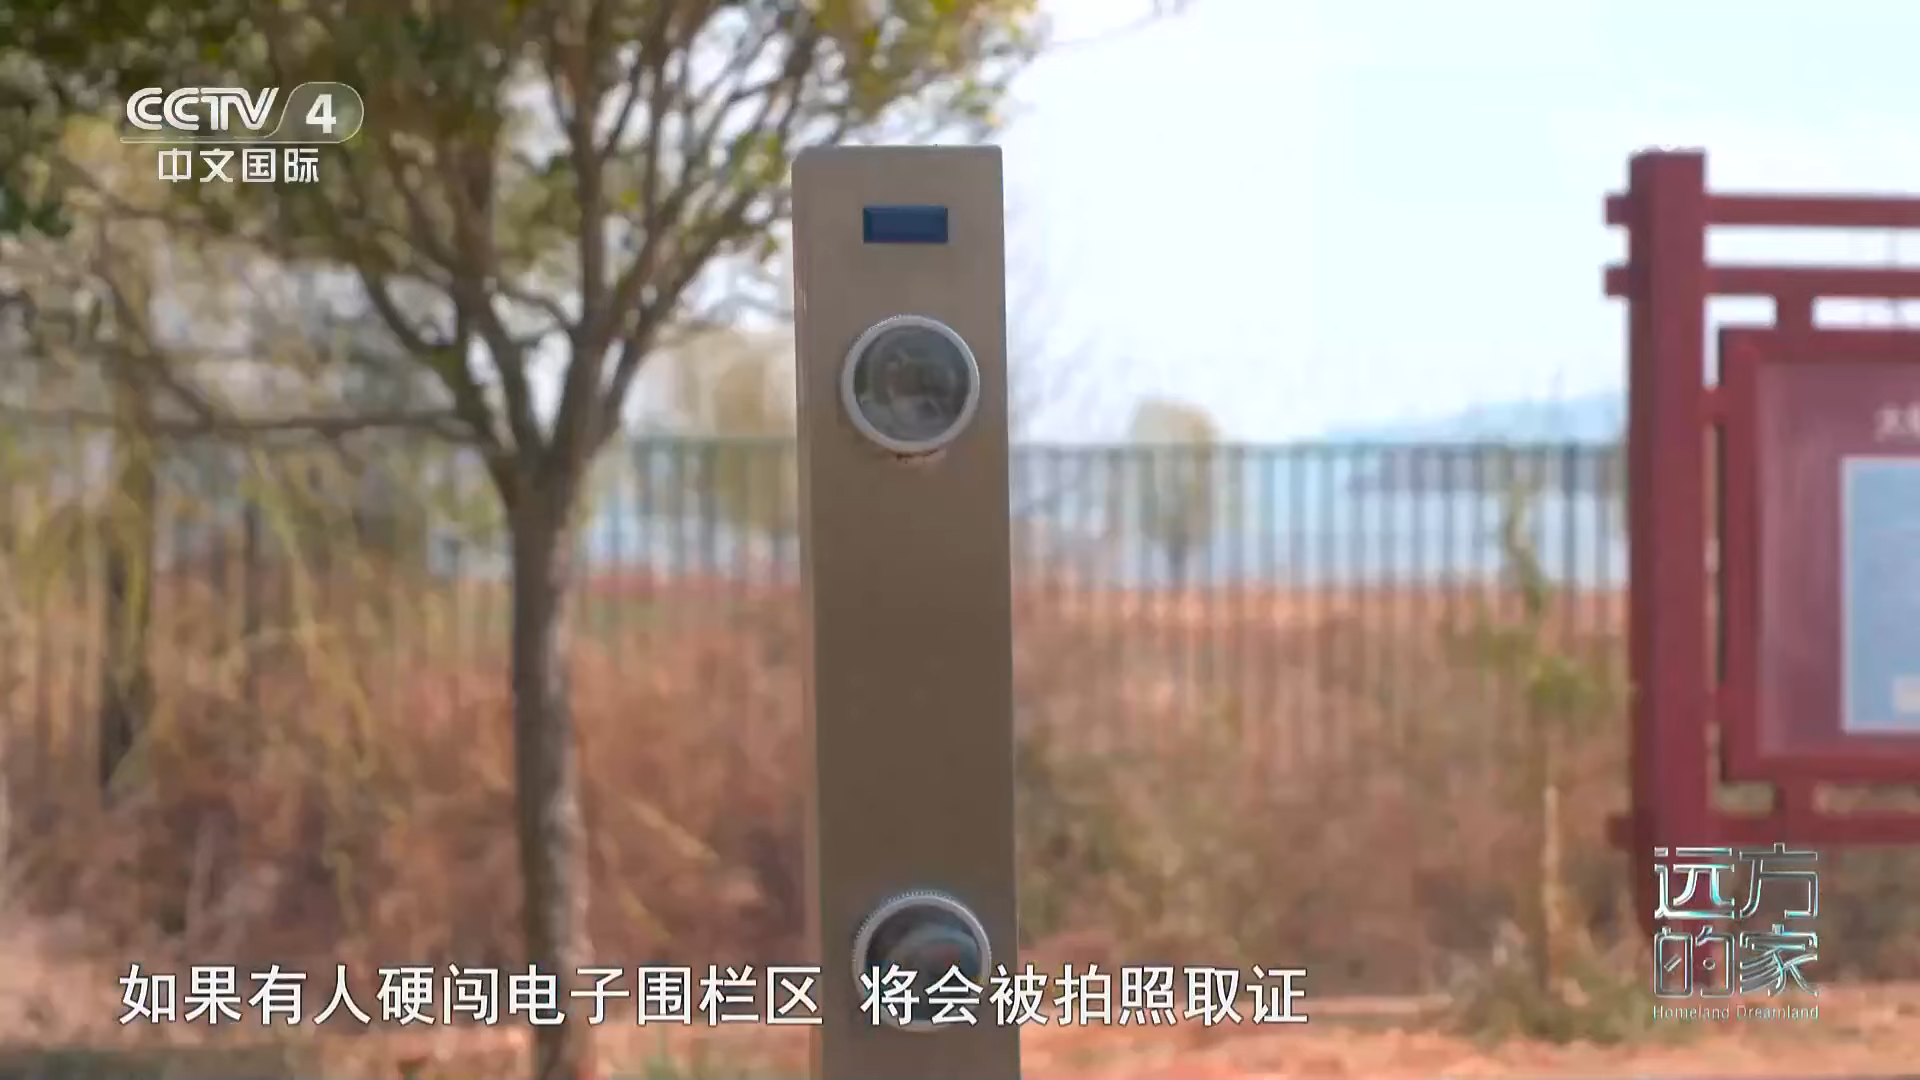 CCTV 4
中文国际
如果有人硬闯电子围栏区 将会被拍照取证
远方
的家
Homeland Dreamland